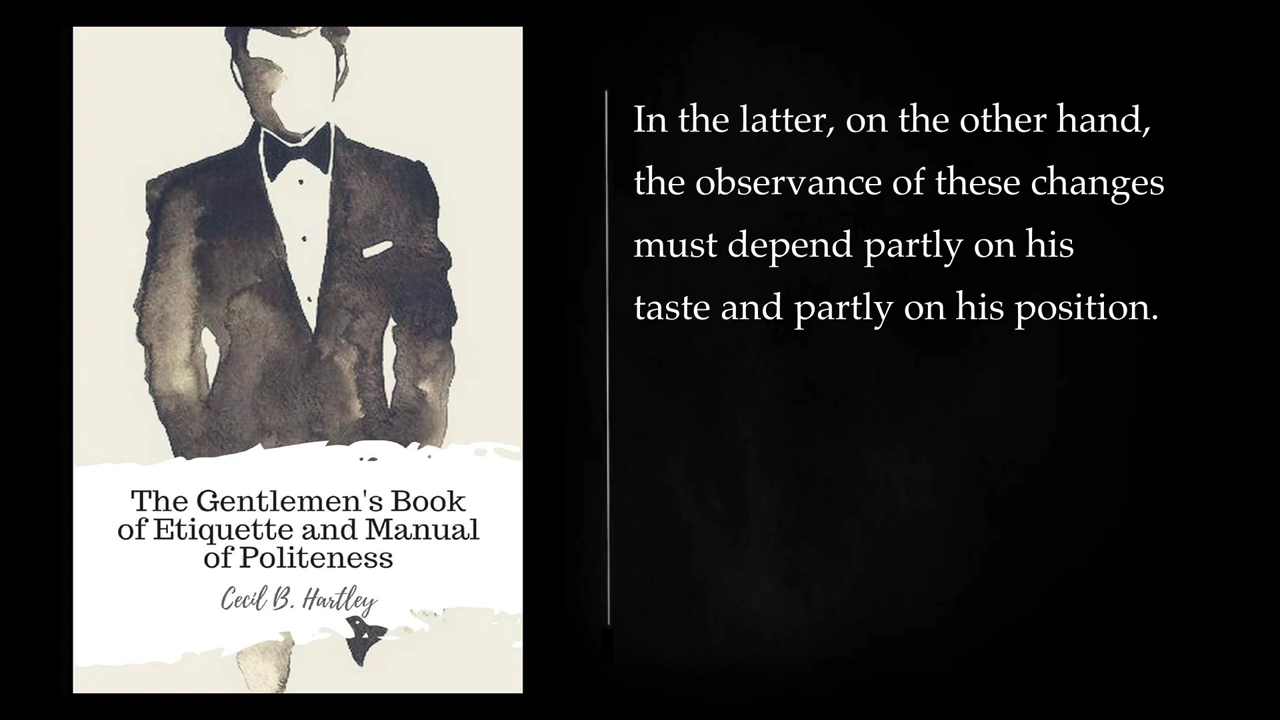 The Gentlemen's Book
of Etiquette and Manual
of Politeness
Cecil B. Hartley
In the latter, on the other hand,
the observance of these changes
must depend partly on his
taste and partly on his position.